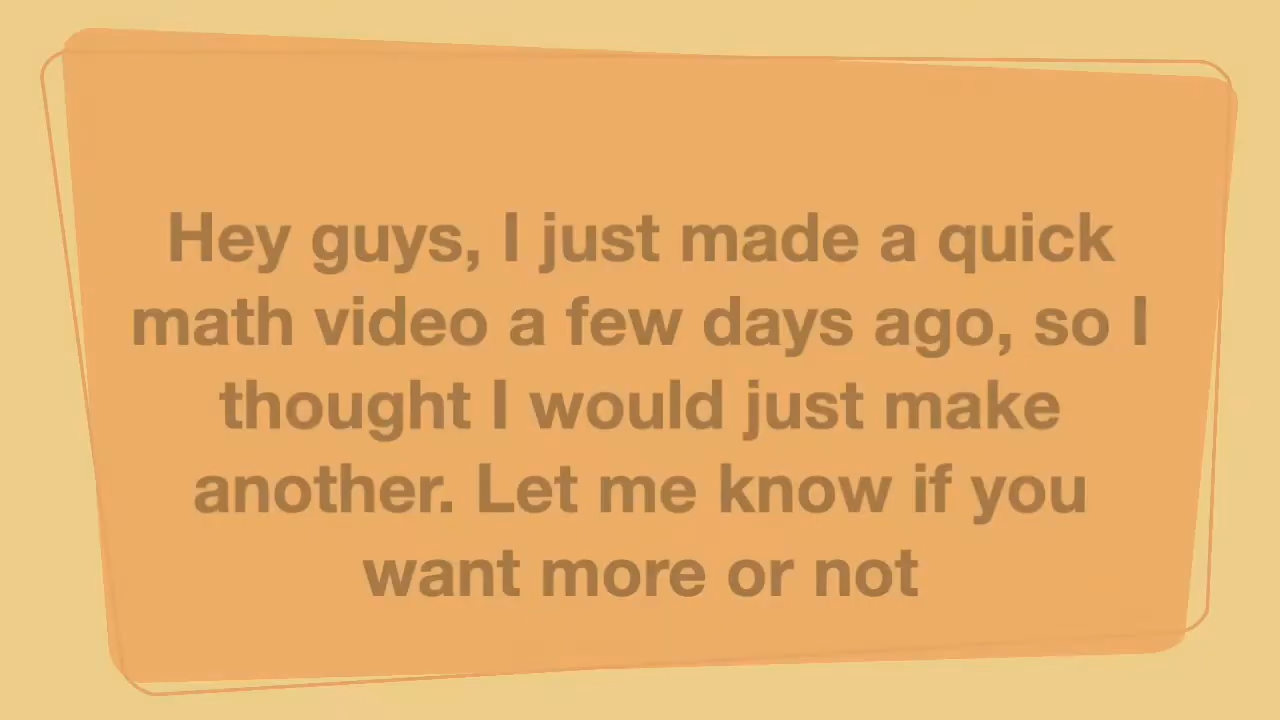 Hey guys, I just made a quick
math video a few days ago, so I
thought I would just make
another. Let me know if you
want more or not